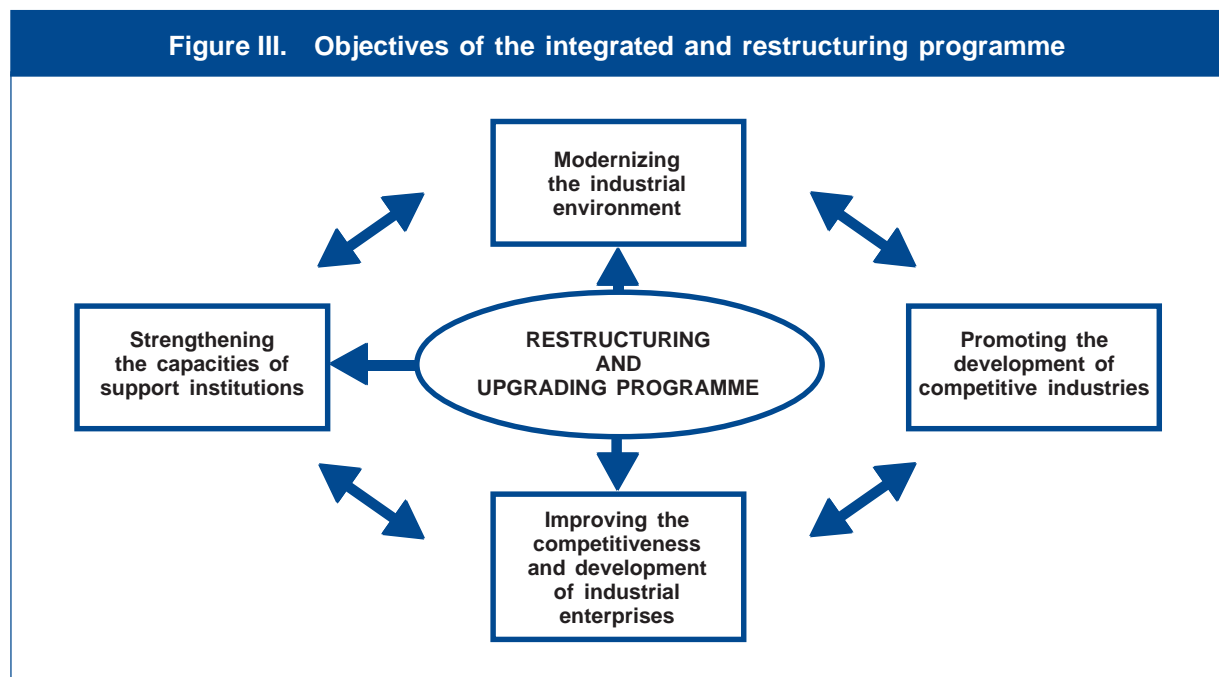 Figure III. Objectives of the integrated and restructuring programme
Modernizing
the industrial
environment
Strengthening
the capacities of
support institutions
RESTRUCTURING
AND
UPGRADING PROGRAMME
Promoting the
development of
competitive industries
Improving the
competitiveness
and development
of industrial
enterprises